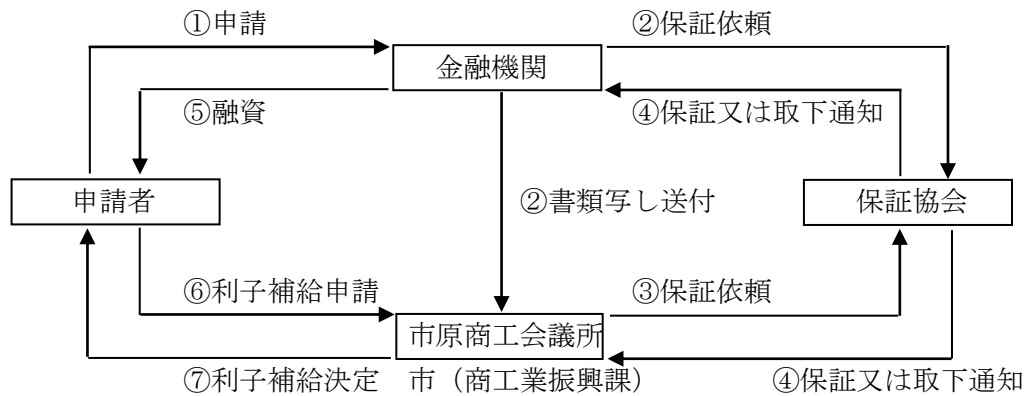 ①申請
②保証依頼
金融機関
⑤融資
④保証又は取下通知
申請者
②書類写し送付
保証協会
⑥利子補給申請
③保証依頼
市原商工会議所
⑦利子補給決定
市（商工業振興課）
④保証又は取下通知